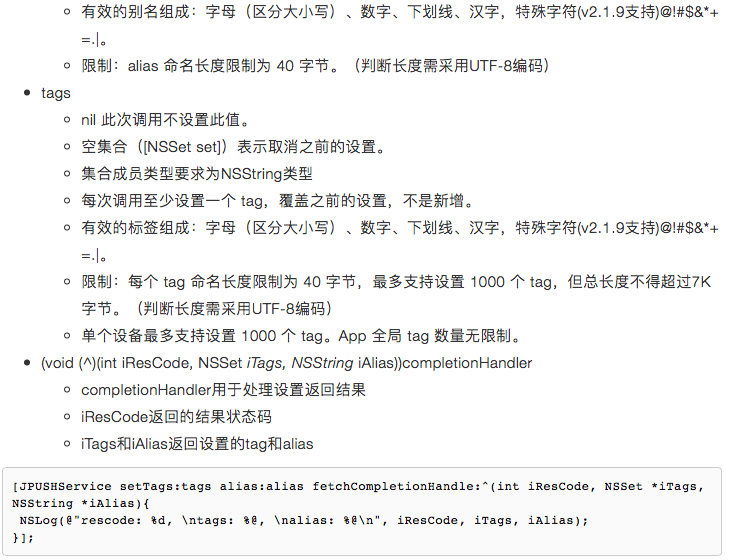 有效的别名组成：字母（区分大小写）、数字、下划线、汉字，特殊字符(v2.1.9支持)@!#$&*+
=.|。
限制：alias 命名长度限制为 40 字节。（判断长度需采用UTF-8编码）
tags
nil 此次调用不设置此值。
空集合（[NSSet set]）表示取消之前的设置。
集合成员类型要求为NSString类型
每次调用至少设置一个 tag，覆盖之前的设置，不是新增。
有效的标签组成：字母（区分大小写）、数字、下划线、汉字，特殊字符(v2.1.9支持)@!#$&*+
=.|。
限制：每个 tag 命名长度限制为 40 字节，最多支持设置 1000 个 tag，但总长度不得超过7K
字节。（判断长度需采用UTF-8编码）
单个设备最多支持设置 1000 个 tag。App 全局 tag 数量无限制。
(void (^)(int iResCode, NSSet iTags, NSString iAlias))completionHandler
completionHandler用于处理设置返回结果
iResCode返回的结果状态码
iTags和iAlias返回设置的tag和alias
[JPUSHService setTags:tags alias:alias fetchCompletionHandle:^(int iResCode, NSSet *iTags,
NSString *iAlias){
NSLog(@"rescode: %d, \ntags: %@, \nalias: %@\n", iResCode, iTags, iAlias);
}];